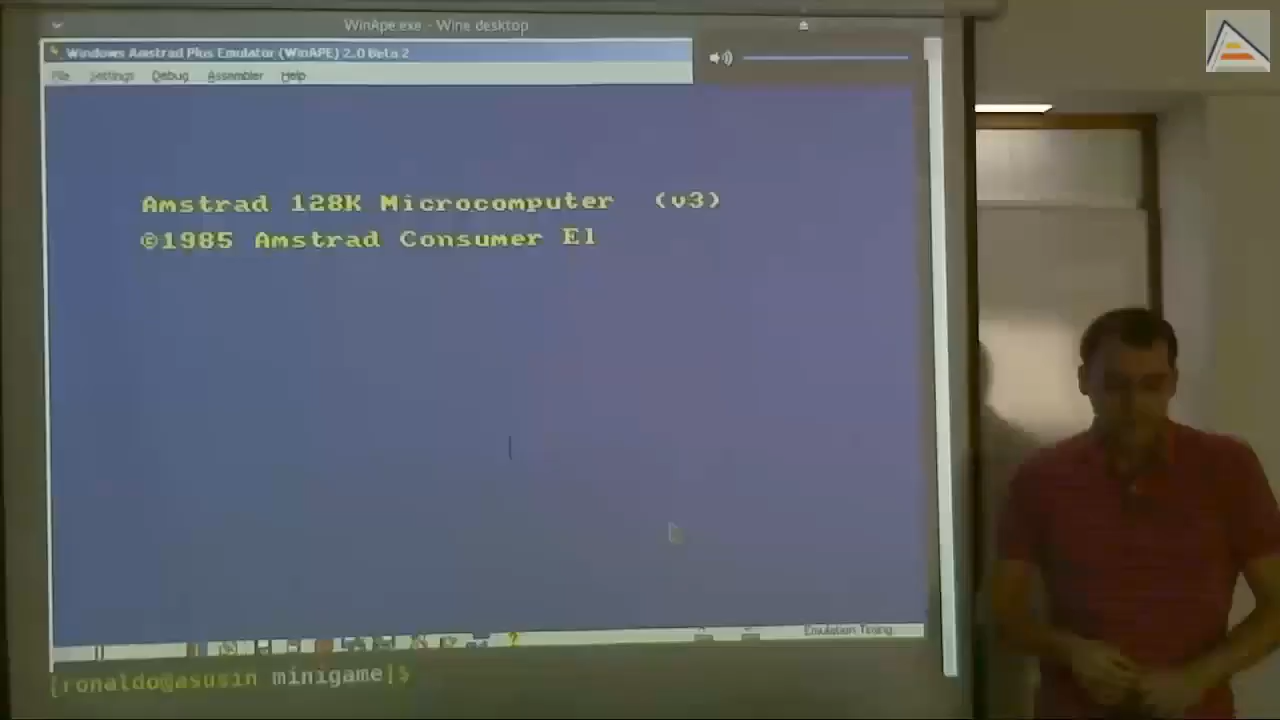 WinApe.exe - Wine desktop
Windows Amstrad Plus Emulator (WinAPE) 2.0 Beta 2
File Settings Debug Assembler Help
Amstrad 128K Microcomputer (v3)
©1985 Amstrad Consumer El
Emulation Timing
[ronaldo@asusin minigame]$